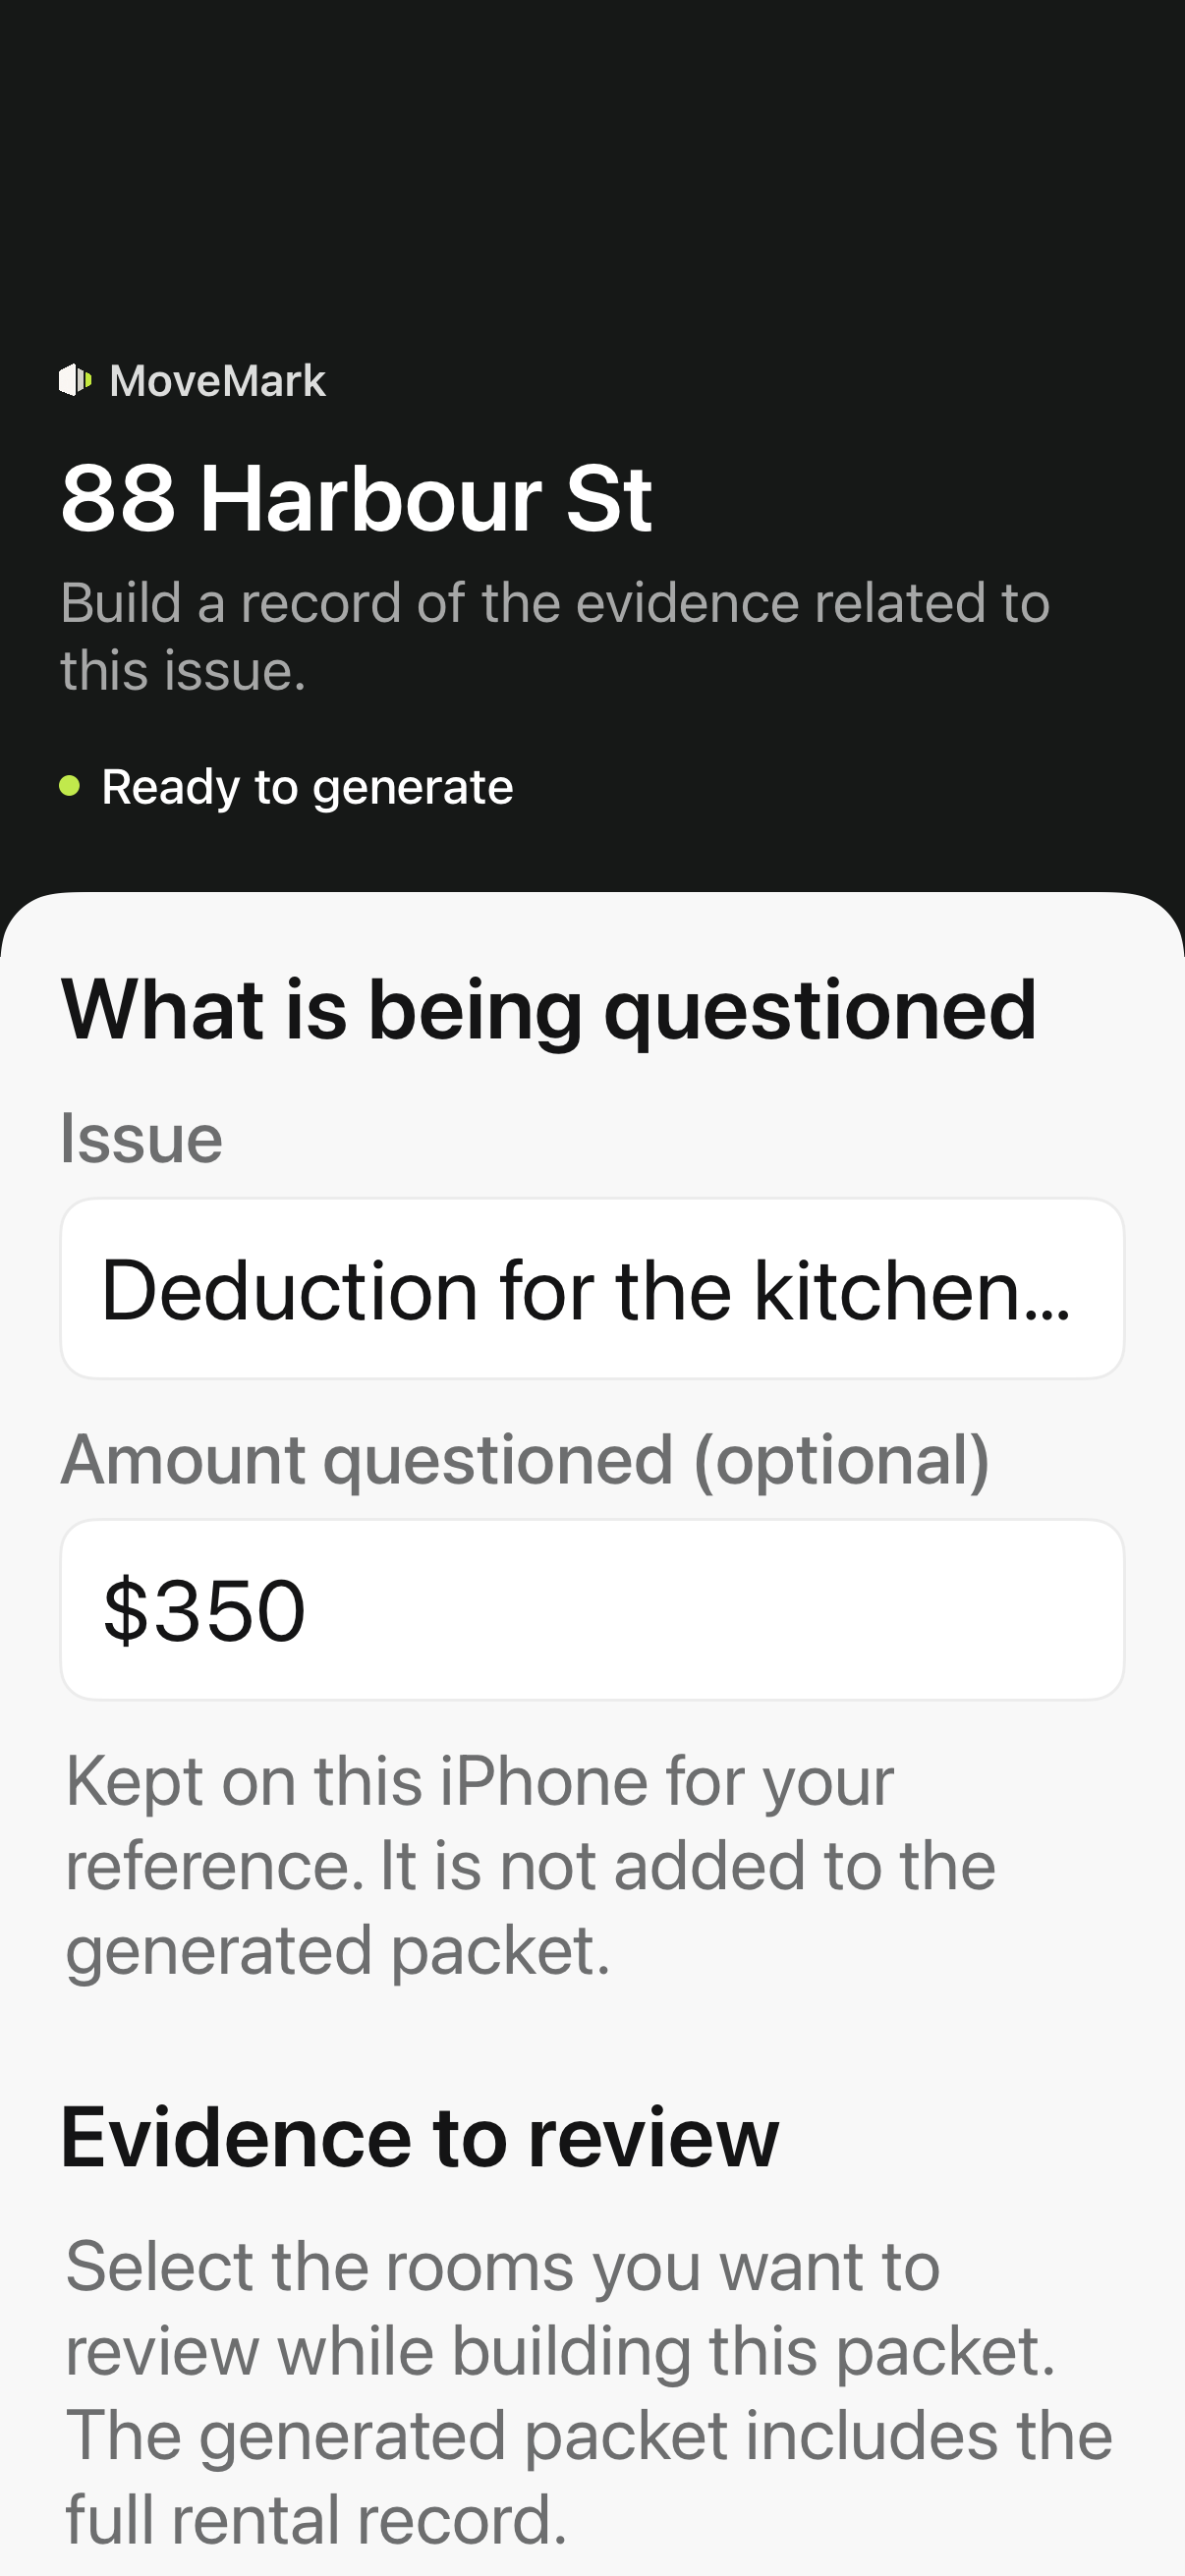 MoveMark
88 Harbour St
Build a record of the evidence related to
this issue.
Ready to generate
What is being questioned
Issue
Deduction for the kitchen...
Amount questioned (optional)
$350
Kept on this iPhone for your
reference. It is not added to the
generated packet.
Evidence to review
Select the rooms you want to
review while building this packet.
The generated packet includes the
full rental record.